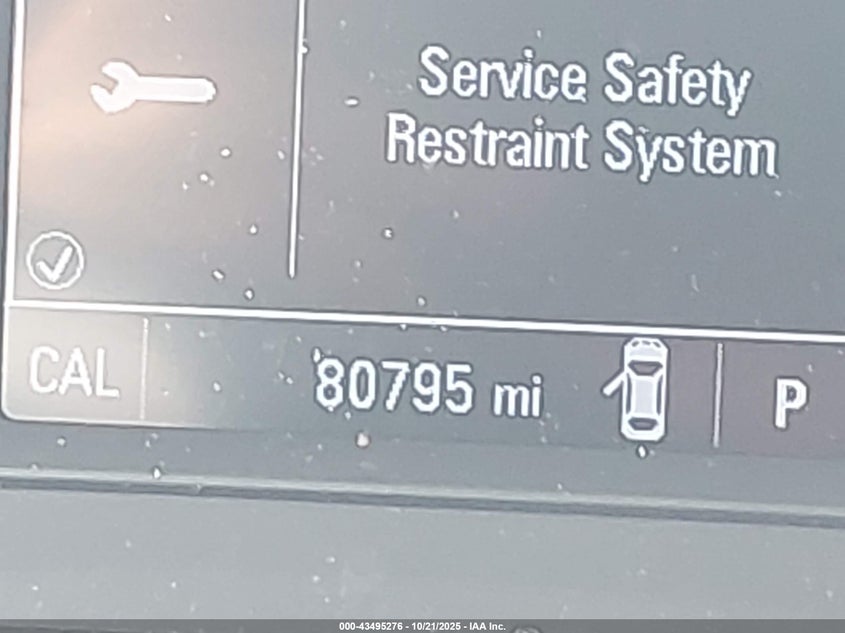 Service Safety
Restraint System
CAL
80795 mi
P
000-43495276 - 10/21/2025 - IAA Inc.